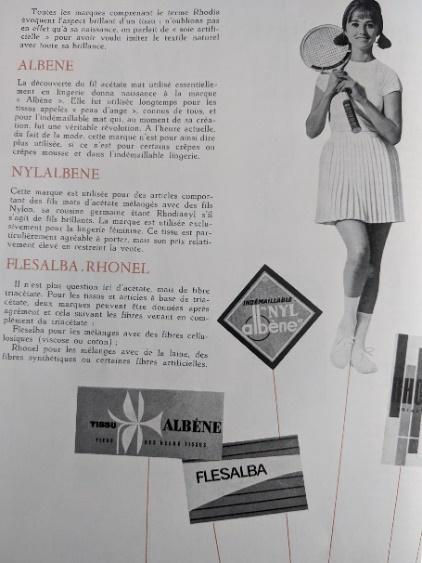 Toutes les marques comprenant le terme Rhodia
évoquent l'aspect brillant d'un tissu : n'oublions pas
en effet qu'à sa naissance, on parlait de « soie artifi-
cielle » pour avoir voulu imiter le textile naturel
avec toute sa brillance.
ALBENE
La découverte du fil acétate mat utilisé essentielle-
ment en lingerie donna naissance à la marque
« Albène ». Elle fut utilisée longtemps pour les
tissus appelés « peau d'ange », connus de tous, et
pour l'indémaillable mat qui, au moment de sa créa-
tion, fut une véritable révolution. A l'heure actuelle,
du fait de la mode, cette marque n'est pour ainsi dire
plus utilisée, si ce n'est pour certains crêpes ou
crêpes mousse et dans l'indémaillable lingerie.
NYLALBENE
Cette marque est utilisée pour des articles compor-
tant des fils mats d'acétate mélangés avec des fils
Nylon, sa cousine germaine étant Rhodianyl s'il
s'agit de fils brillants. La marque est utilisée exclu-
sivement pour la lingerie féminine. Ce tissu est par-
ticulièrement agréable à porter, mais son prix relati-
vement élevé en restreint la vente.
FLESALBA . RHONEL
Il n'est plus question ici d'acétate, mais de fibre
triacétate. Pour les tissus et articles à base de tria-
cétate, deux marques peuvent être données après
agrément et cela suivant les fibres venant en com-
plément du triacétate :
Flesalba pour les mélanges avec des fibres cellu-
losiques (viscose ou coton) ;
Rhonel pour les mélanges avec de la laine, des
fibres synthétiques ou certaines fibres artificielles.
INDÉMAILLABLE
NYL
albène
TISSU ALBÈNE
FLEUR DES BEAUX TISSUS
FLESALBA
RHO